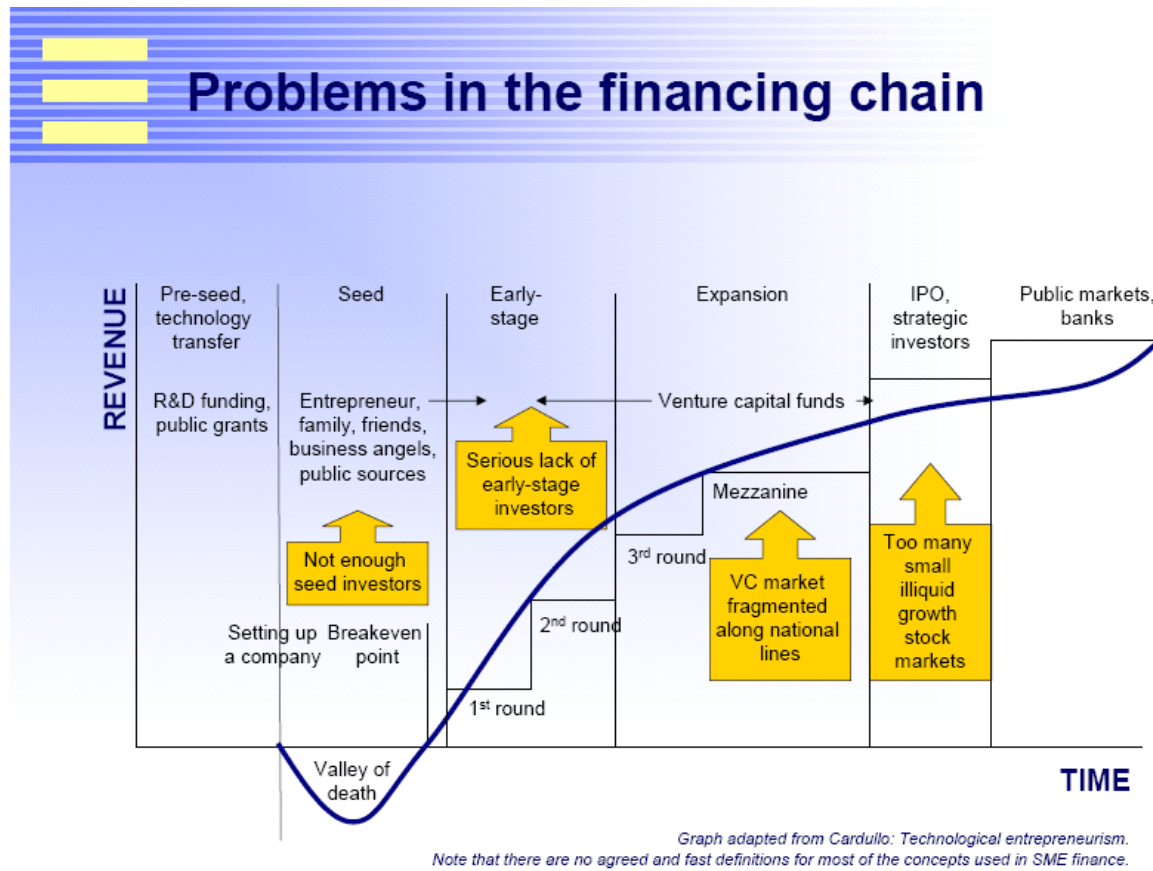 Problems in the financing chain
REVENUE
Pre-seed,
technology
transfer
Seed
Early-
stage
Expansion
IPO,
strategic
investors
Public markets,
banks
R&D funding,
public grants
Entrepreneur,
family, friends,
business angels,
public sources
Venture capital funds
Serious lack of
early-stage
investors
Not enough
seed investors
Mezzanine
3rd round
VC market
fragmented
along national
lines
Too many
small
illiquid
growth
stock
markets
Setting up
a company
Breakeven
point
2nd round
1st round
Valley of
death
TIME
Graph adapted from Cardullo: Technological entrepreneurism.
Note that there are no agreed and fast definitions for most of the concepts used in SME finance.